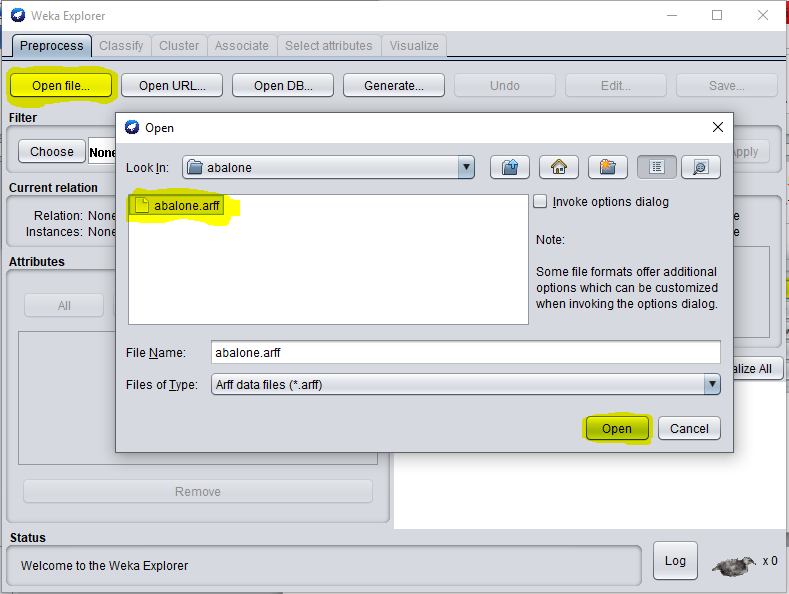 Weka Explorer
Preprocess Classify Cluster Associate Select attributes Visualize
Open file... Open URL... Open DB... Generate... Undo Edit... Save...
Filter
Choose None
Current relation
Relation: None
Instances: None
Attributes
All
Remove
Status
Welcome to the Weka Explorer
Log
x 0
Open
Look In: abalone
abalone.arff
Invoke options dialog
Note:
Some file formats offer additional
options which can be customized
when invoking the options dialog.
File Name: abalone.arff
Files of Type: Arff data files (*.arff)
Open Cancel